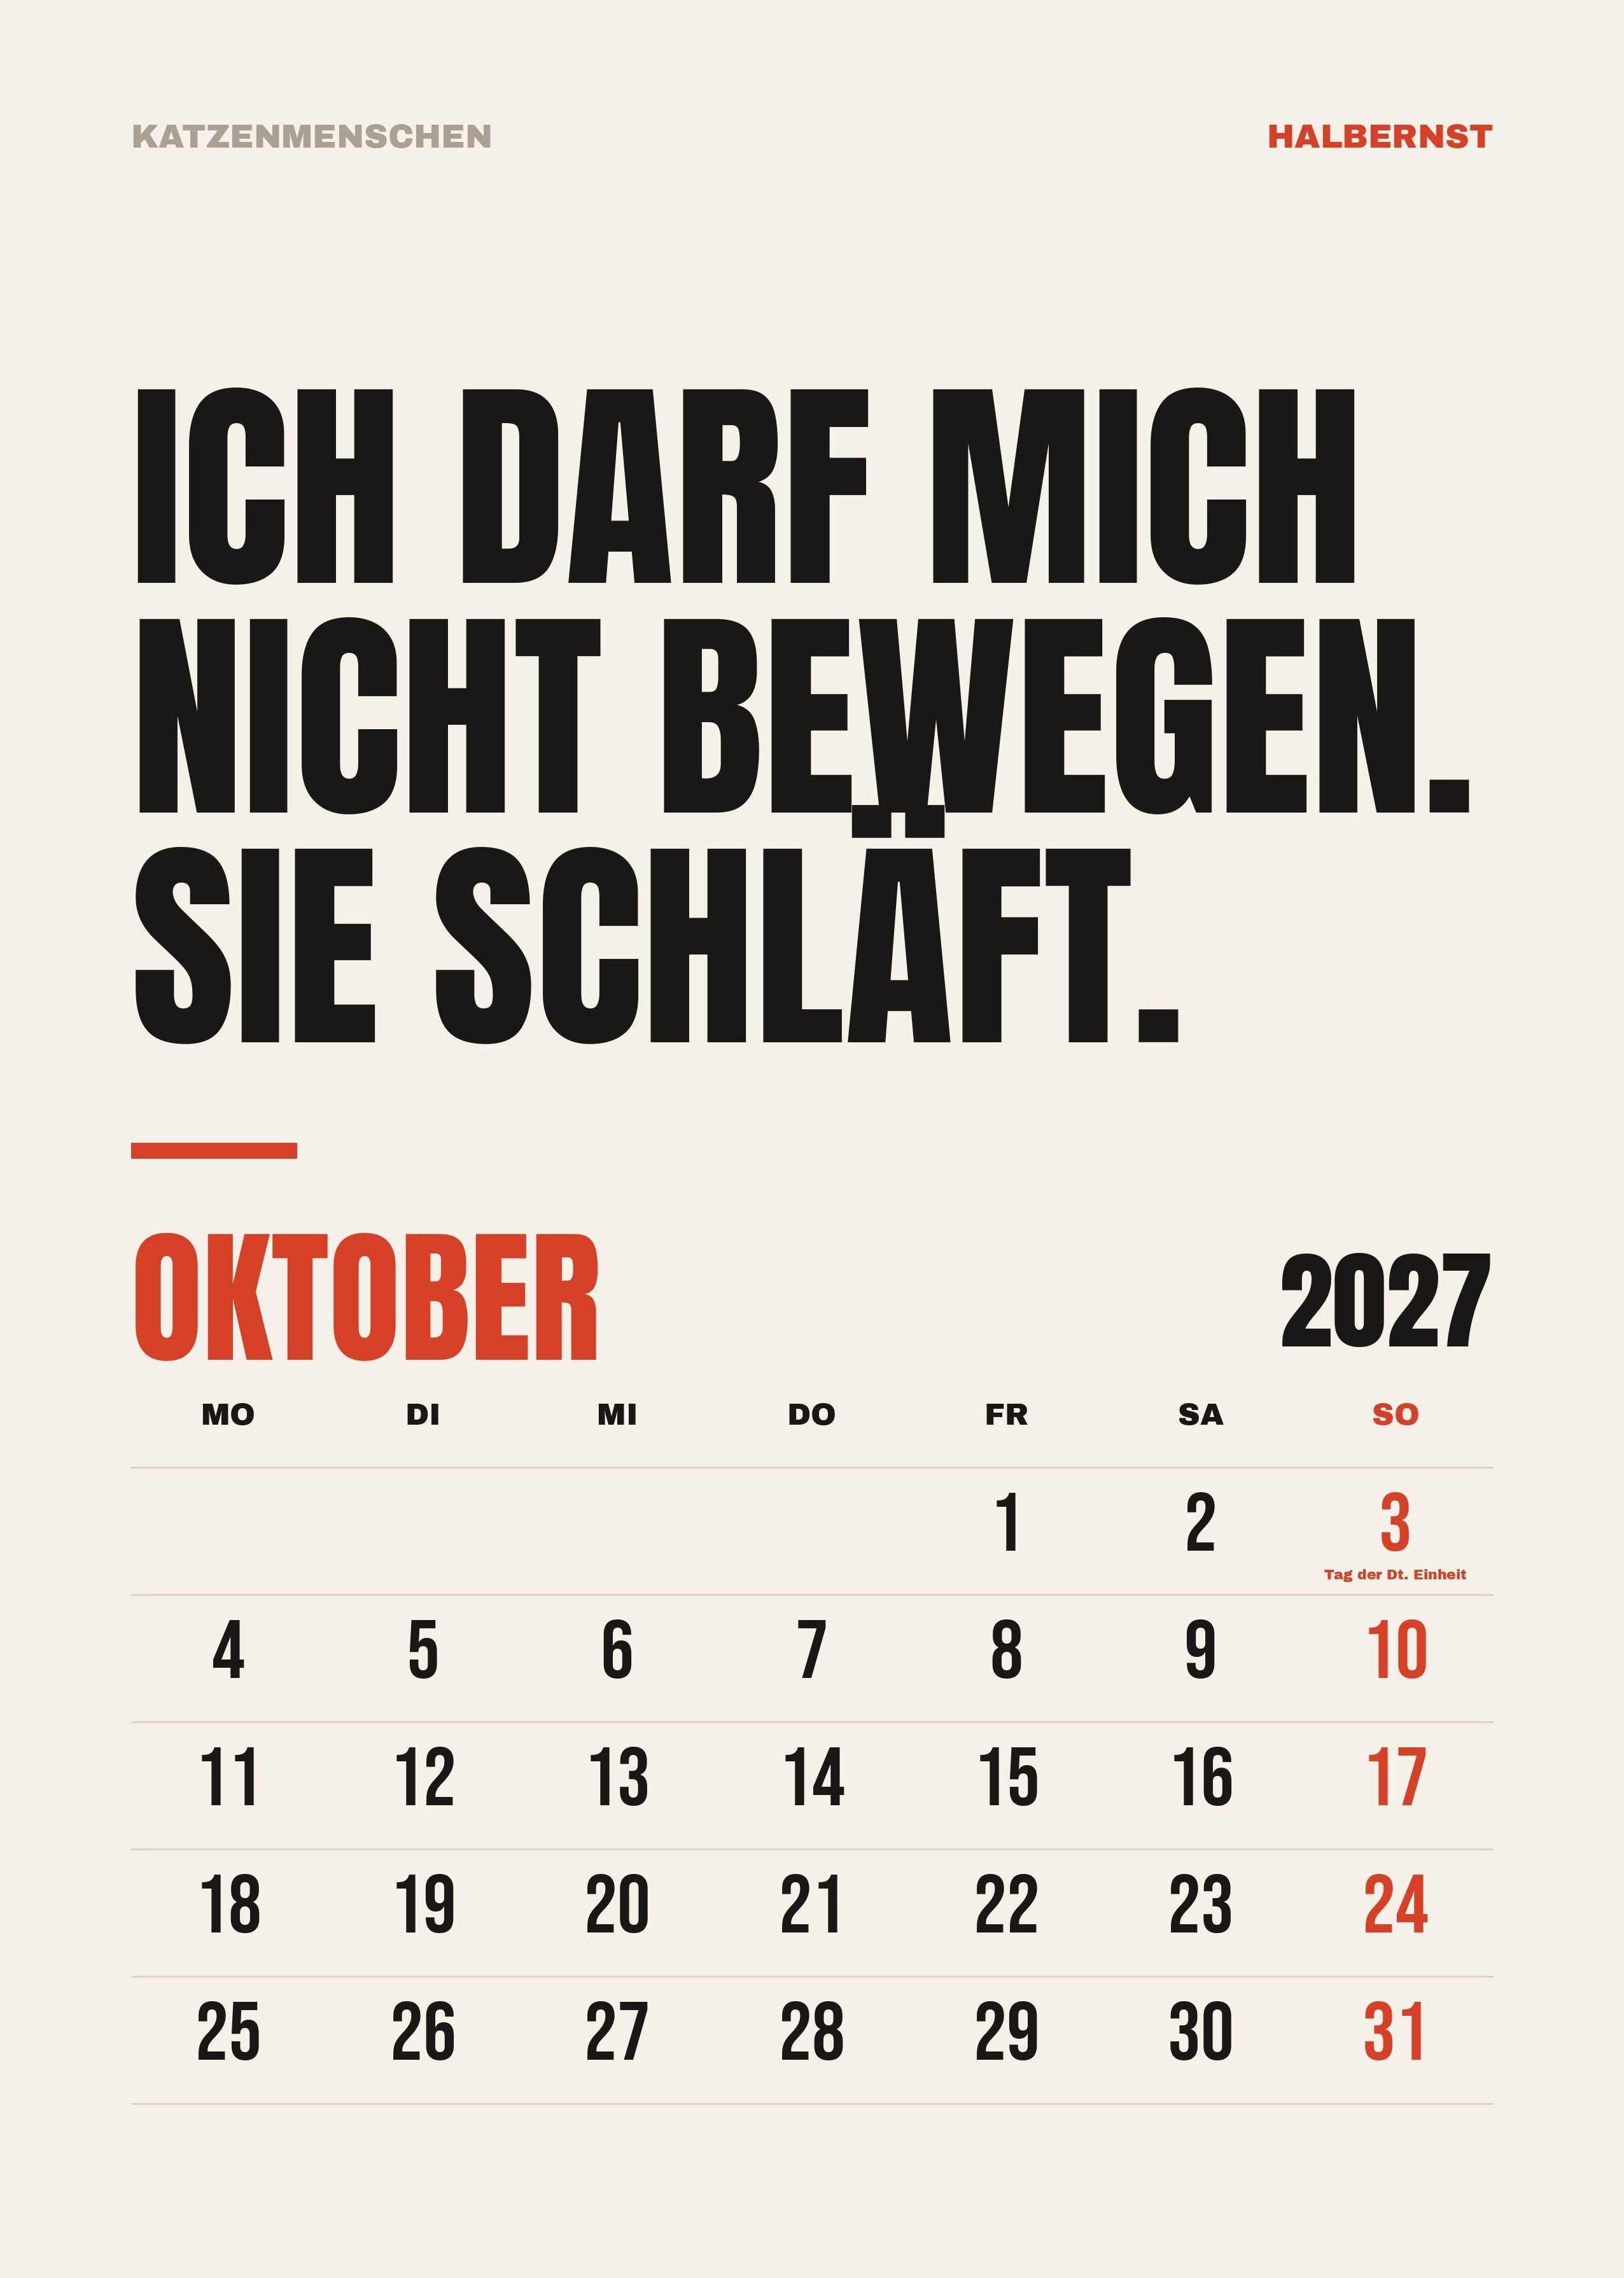 KATZENMENSCHEN HALBERNST
ICH DARF MICH
NICHT BEWEGEN.
SIE SCHLÄFT.
OKTOBER 2027
MO DI MI DO FR SA SO
1 2 3
Tag der Dt. Einheit
4 5 6 7 8 9 10
11 12 13 14 15 16 17
18 19 20 21 22 23 24
25 26 27 28 29 30 31